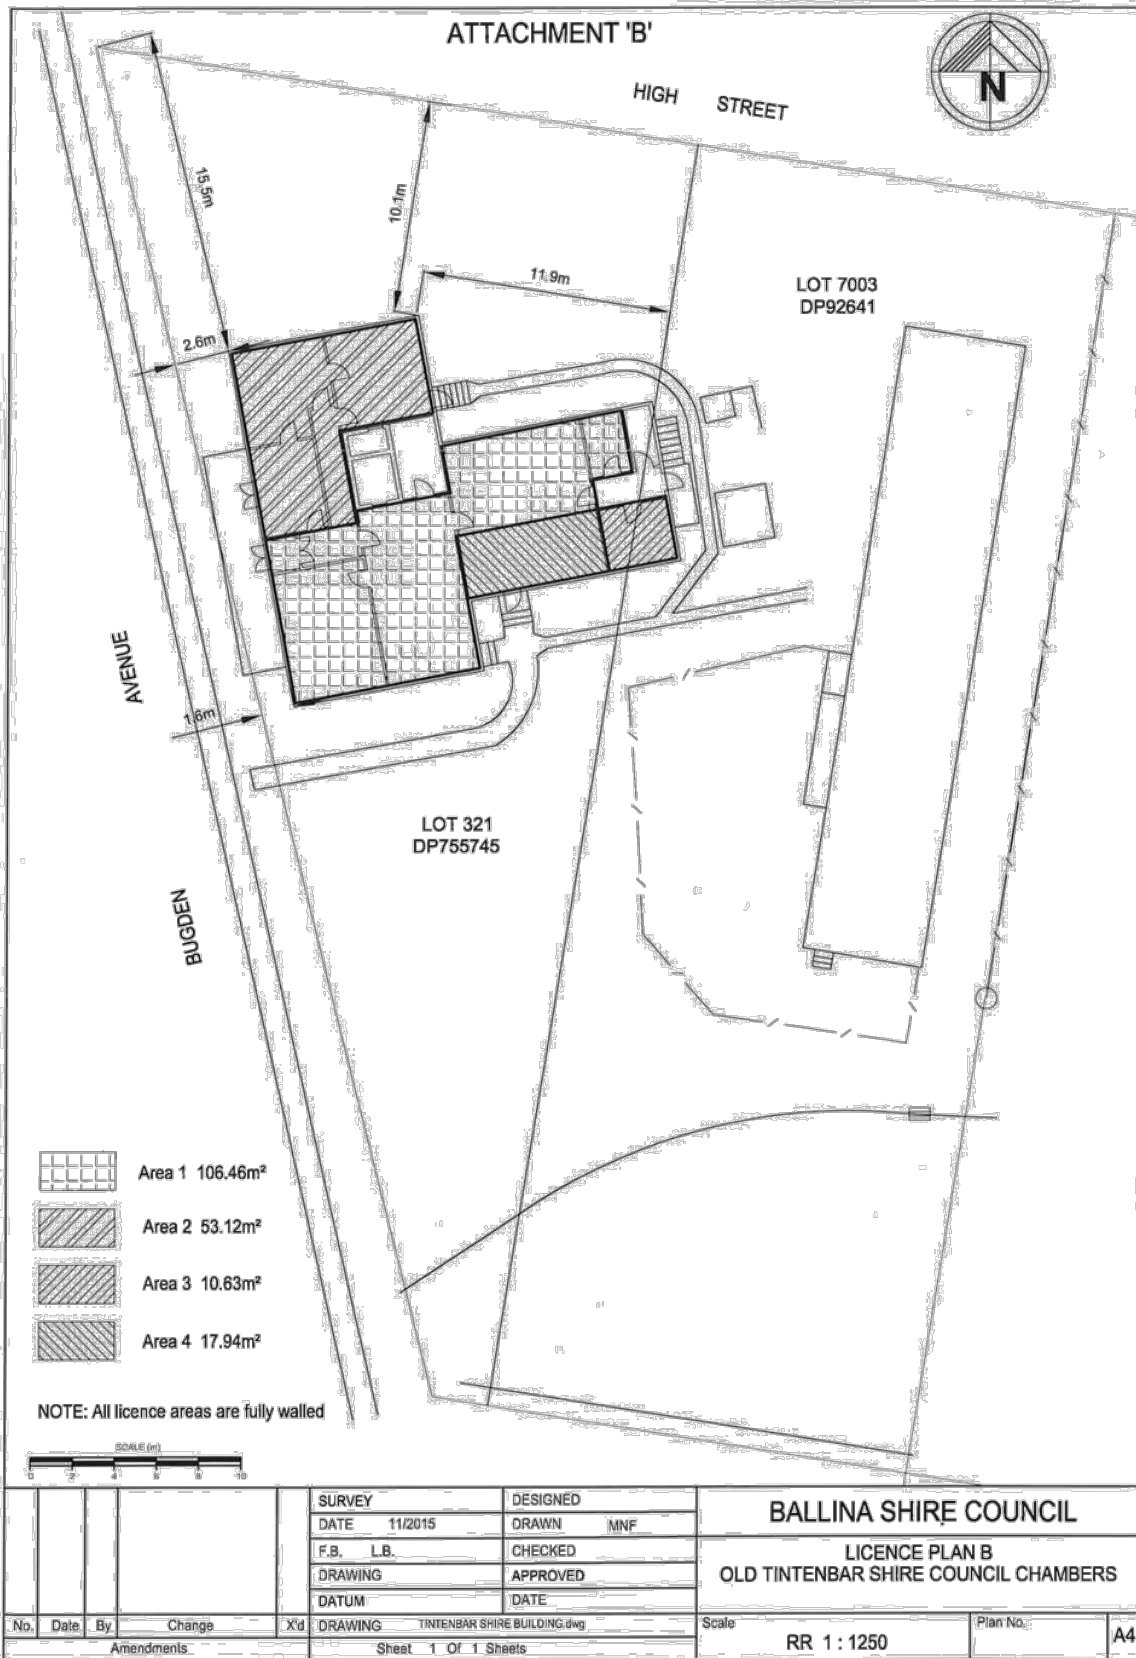 ATTACHMENT 'B'
N
HIGH STREET
15.5m
10.1m
11.9m
2.6m
LOT 7003
DP92641
AVENUE
1.6m
LOT 321
DP755745
BUGDEN
Area 1 106.46m²
Area 2 53.12m²
Area 3 10.63m²
Area 4 17.94m²
NOTE: All licence areas are fully walled
SCALE (m)
0 2 4 6 8 10
SURVEY
DESIGNED
DATE 11/2015
DRAWN MNF
F.B. L.B.
CHECKED
DRAWING
APPROVED
DATUM
DATE
BALLINA SHIRE COUNCIL
LICENCE PLAN B
OLD TINTENBAR SHIRE COUNCIL CHAMBERS
No. Date By Change X'd
Amendments
DRAWING TINTENBAR SHIRE BUILDING.dwg
Sheet 1 Of 1 Sheets
Scale
RR 1 : 1250
Plan No.
A4